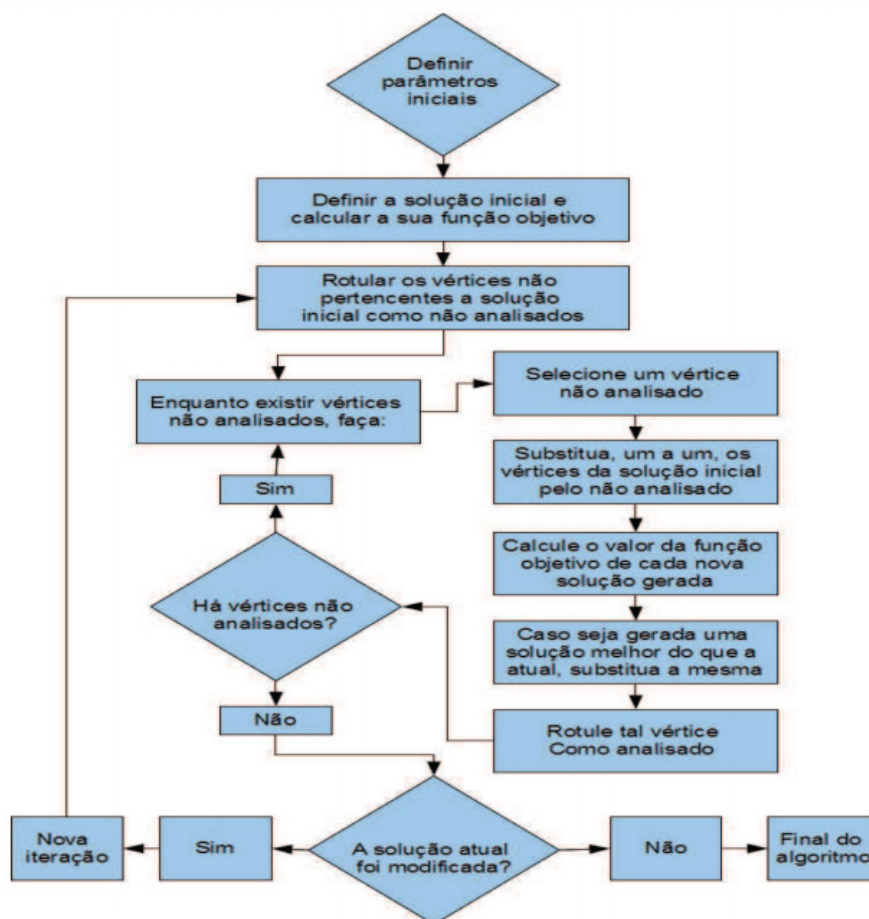 Definir
parâmetros
iniciais
Definir a solução inicial e
calcular a sua função objetivo
Rotular os vértices não
pertencentes a solução
inicial como não analisados
Enquanto existir vértices
não analisados, faça:
Selecione um vértice
não analisado
Substitua, um a um, os
vértices da solução inicial
pelo não analisado
Calcule o valor da função
objetivo de cada nova
solução gerada
Caso seja gerada uma
solução melhor do que a
atual, substitua a mesma
Rotule tal vértice
Como analisado
Há vértices não
analisados?
Sim
Não
A solução atual
foi modificada?
Sim
Nova
iteração
Não
Final do
algoritmo